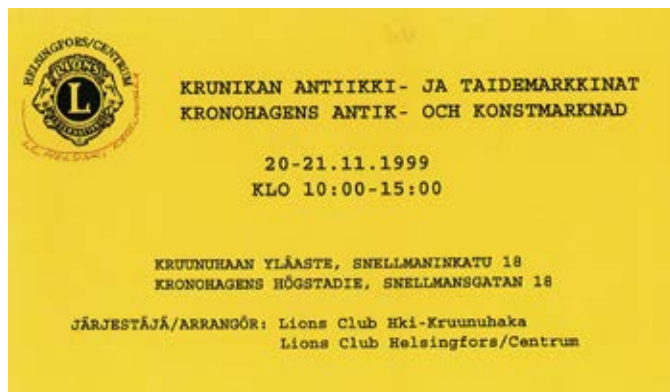 HELSINGFORS/CENTRUM
LIONS
L
INTERNATIONAL
KRUNIKAN ANTIIKKI- JA TAIDEMARKKINAT
KRONOHAGENS ANTIK- OCH KONSTMARKNAD
20-21.11.1999
KLO 10:00-15:00
KRUUNUHAAN YLÄASTE, SNELLMANINKATU 18
KRONOHAGENS HÖGSTADIE, SNELLMANSGATAN 18
JÄRJESTÄJÄ/ARRANGÖR: Lions Club Hki-Kruunuhaka
Lions Club Helsingfors/Centrum